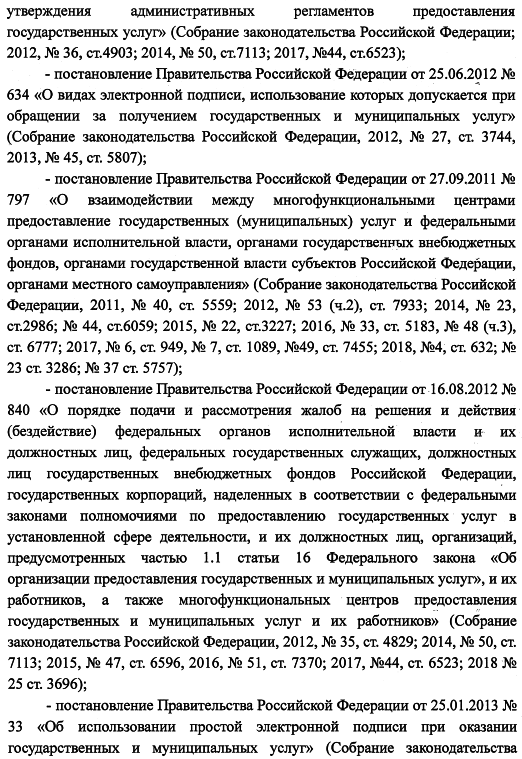 утверждения административных регламентов предоставления
государственных услуг» (Собрание законодательства Российской Федерации;
2012, № 36, ст.4903; 2014, № 50, ст.7113; 2017, №44, ст.6523);
- постановление Правительства Российской Федерации от 25.06.2012 №
634 «О видах электронной подписи, использование которых допускается при
обращении за получением государственных и муниципальных услуг»
(Собрание законодательства Российской Федерации, 2012, № 27, ст. 3744,
2013, № 45, ст. 5807);
- постановление Правительства Российской Федерации от 27.09.2011 №
797 «О взаимодействии между многофункциональными центрами
предоставление государственных (муниципальных) услуг и федеральными
органами исполнительной власти, органами государственных внебюджетных
фондов, органами государственной власти субъектов Российской Федерации,
органами местного самоуправления» (Собрание законодательства Российской
Федерации, 2011, № 40, ст. 5559; 2012, № 53 (ч.2), ст. 7933; 2014, № 23,
ст.2986; № 44, ст.6059; 2015, № 22, ст.3227; 2016, № 33, ст. 5183, № 48 (ч.3),
ст. 6777; 2017, № 6, ст. 949, № 7, ст. 1089, №49, ст. 7455; 2018, №4, ст. 632; №
23 ст. 3286; № 37 ст. 5757);
- постановление Правительства Российской Федерации от 16.08.2012 №
840 «О порядке подачи и рассмотрения жалоб на решения и действия
(бездействие) федеральных органов исполнительной власти и их
должностных лиц, федеральных государственных служащих, должностных
лиц государственных внебюджетных фондов Российской Федерации,
государственных корпораций, наделенных в соответствии с федеральными
законами полномочиями по предоставлению государственных услуг в
установленной сфере деятельности, и их должностных лиц, организаций,
предусмотренных частью 1.1 статьи 16 Федерального закона «Об
организации предоставления государственных и муниципальных услуг», и их
работников, а также многофункциональных центров предоставления
государственных и муниципальных услуг и их работников» (Собрание
законодательства Российской Федерации, 2012, № 35, ст. 4829; 2014, № 50, ст.
7113; 2015, № 47, ст. 6596, 2016, № 51, ст. 7370; 2017, №44, ст. 6523; 2018 №
25 ст. 3696);
- постановление Правительства Российской Федерации от 25.01.2013 №
33 «Об использовании простой электронной подписи при оказании
государственных и муниципальных услуг» (Собрание законодательства